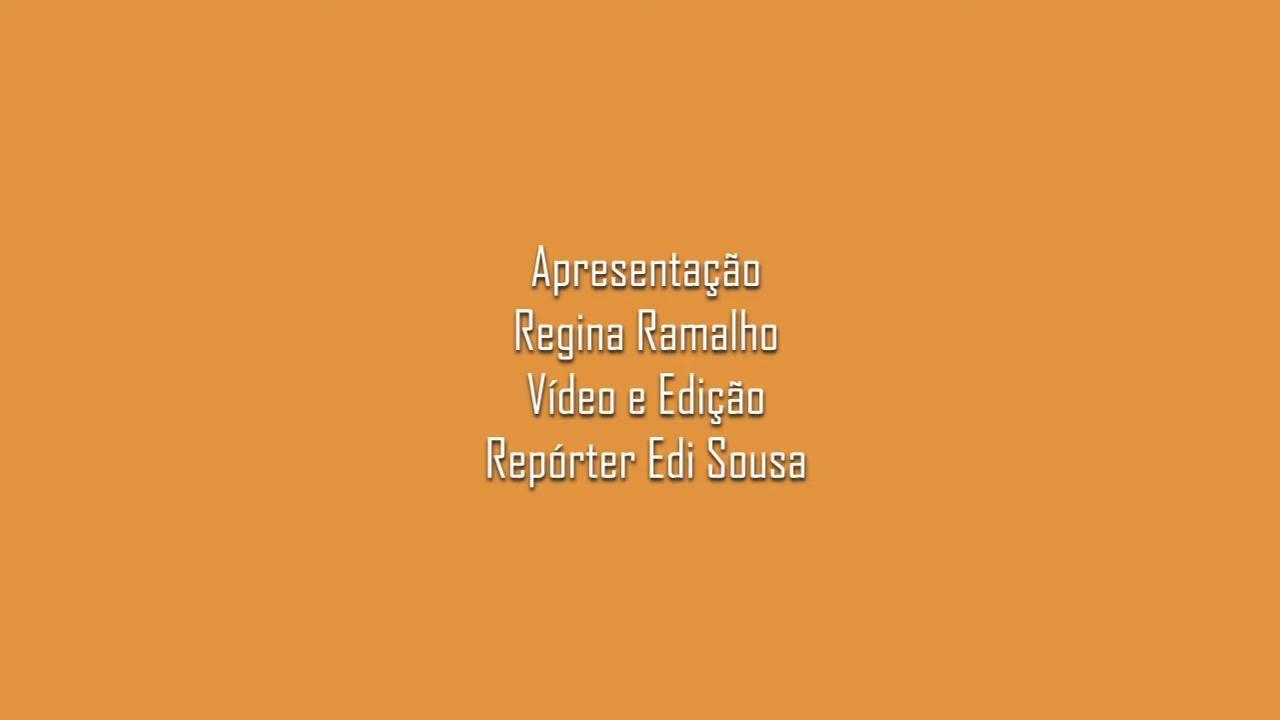 Apresentação
Regina Ramalho
Vídeo e Edição
Repórter Edi Sousa